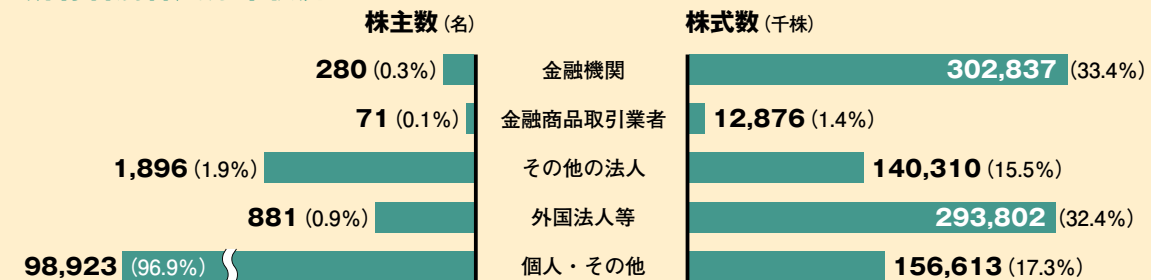 株主数(名) 株式数(千株)
280(0.3%) 金融機関 302,837(33.4%)
71(0.1%) 金融商品取引業者 12,876(1.4%)
1,896(1.9%) その他の法人 140,310(15.5%)
881(0.9%) 外国法人等 293,802(32.4%)
98,923(96.9%) 個人・その他 156,613(17.3%)